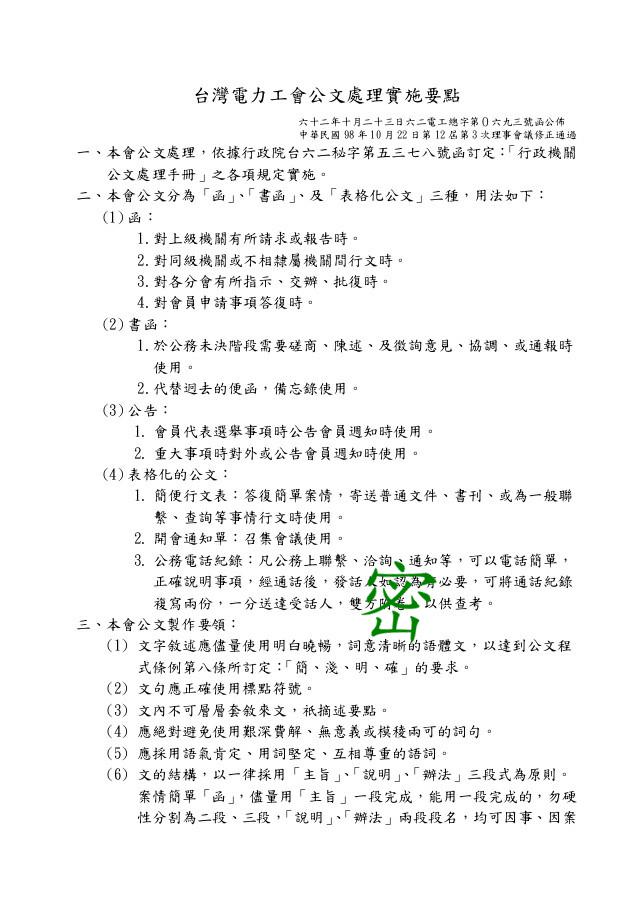 台灣電力工會公文處理實施要點
六十二年十月二十三日六二電工總字第０六九三號函公佈
中華民國 98 年 10 月 22 日第 12 屆第 3 次理事會議修正通過
一、本會公文處理，依據行政院台六二秘字第五三七八號函訂定：「行政機關
公文處理手冊」之各項規定實施。
二、本會公文分為「函」、「書函」、及「表格化公文」三種，用法如下：
(1)函：
1.對上級機關有所請求或報告時。
2.對同級機關或不相隸屬機關間行文時。
3.對各分會有所指示、交辦、批復時。
4.對會員申請事項答復時。
(2)書函：
1.於公務未決階段需要磋商、陳述、及徵詢意見、協調、或通報時
使用。
2.代替迥去的便函，備忘錄使用。
(3)公告：
1. 會員代表選舉事項時公告會員週知時使用。
2. 重大事項時對外或公告會員週知時使用。
(4)表格化的公文：
1. 簡便行文表：答復簡單案情，寄送普通文件、書刊、或為一般聯
繫、查詢等事情行文時使用。
2. 開會通知單：召集會議使用。
3. 公務電話紀錄：凡公務上聯繫、洽詢、通知等，可以電話簡單，
正確說明事項，經通話後，發話人如認為有必要，可將通話紀錄
複寫兩份，一分送達受話人，雙方附卷，以供查考。
密
三、本會公文製作要領：
(1) 文字敘述應儘量使用明白曉暢，詞意清晰的語體文，以達到公文程
式條例第八條所訂定：「簡、淺、明、確」的要求。
(2) 文句應正確使用標點符號。
(3) 文內不可層層套敘來文，祇摘述要點。
(4) 應絕對避免使用艱深費解、無意義或模稜兩可的詞句。
(5) 應採用語氣肯定、用詞堅定、互相尊重的語詞。
(6) 文的結構，以一律採用「主旨」、「說明」、「辦法」三段式為原則。
案情簡單「函」，儘量用「主旨」一段完成，能用一段完成的，勿硬
性分割為二段、三段，「說明」、「辦法」兩段段名，均可因事、因案